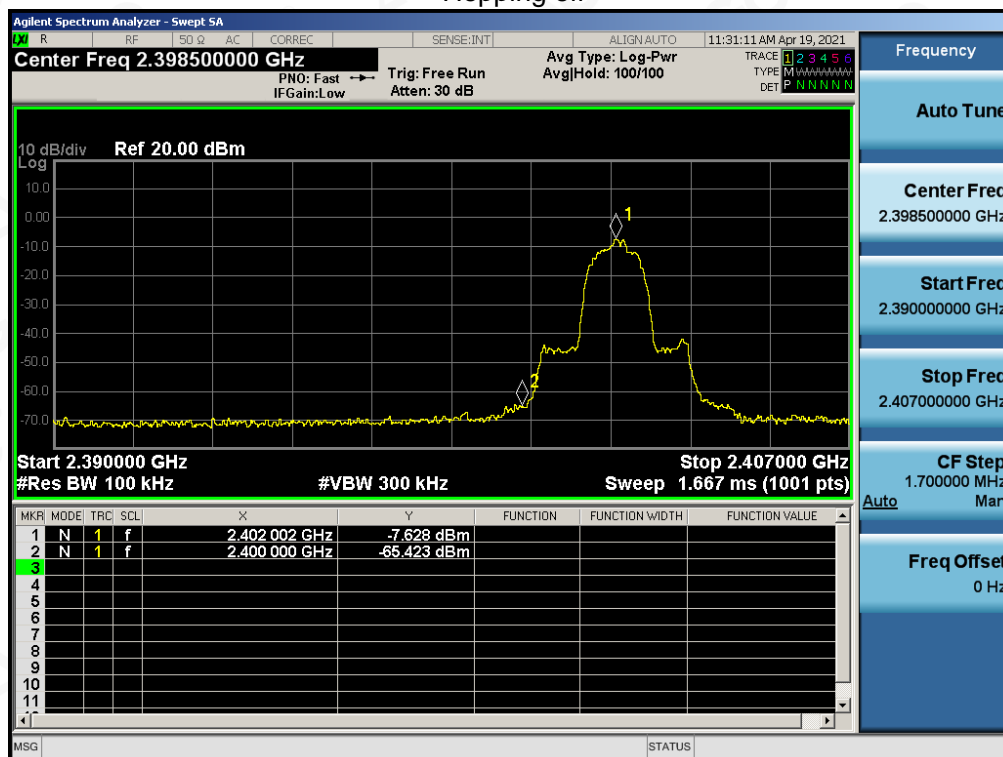 Agilent Spectrum Analyzer - Swept SA
LXI R RF 50 Ω AC CORREC SENSE:INT ALIGN AUTO 11:31:11 AM Apr 19, 2021
Center Freq 2.398500000 GHz
PNO: Fast
IFGain:Low
Trig: Free Run
Atten: 30 dB
Avg Type: Log-Pwr
Avg|Hold: 100/100
TRACE 1 2 3 4 5 6
TYPE M
DET P N N N N N
10 dB/div Ref 20.00 dBm
Log
10.0
0.00
-10.0
-20.0
-30.0
-40.0
-50.0
-60.0
-70.0
1
2
Start 2.390000 GHz Stop 2.407000 GHz
#Res BW 100 kHz #VBW 300 kHz Sweep 1.667 ms (1001 pts)
MKR MODE TRC SCL X Y FUNCTION FUNCTION WIDTH FUNCTION VALUE
1 N 1 f 2.402 002 GHz -7.628 dBm
2 N 1 f 2.400 000 GHz -65.423 dBm
3
4
5
6
7
8
9
10
11
MSG STATUS
Frequency
Auto Tune
Center Freq
2.398500000 GHz
Start Freq
2.390000000 GHz
Stop Freq
2.407000000 GHz
CF Step
1.700000 MHz
Auto Man
Freq Offset
0 Hz